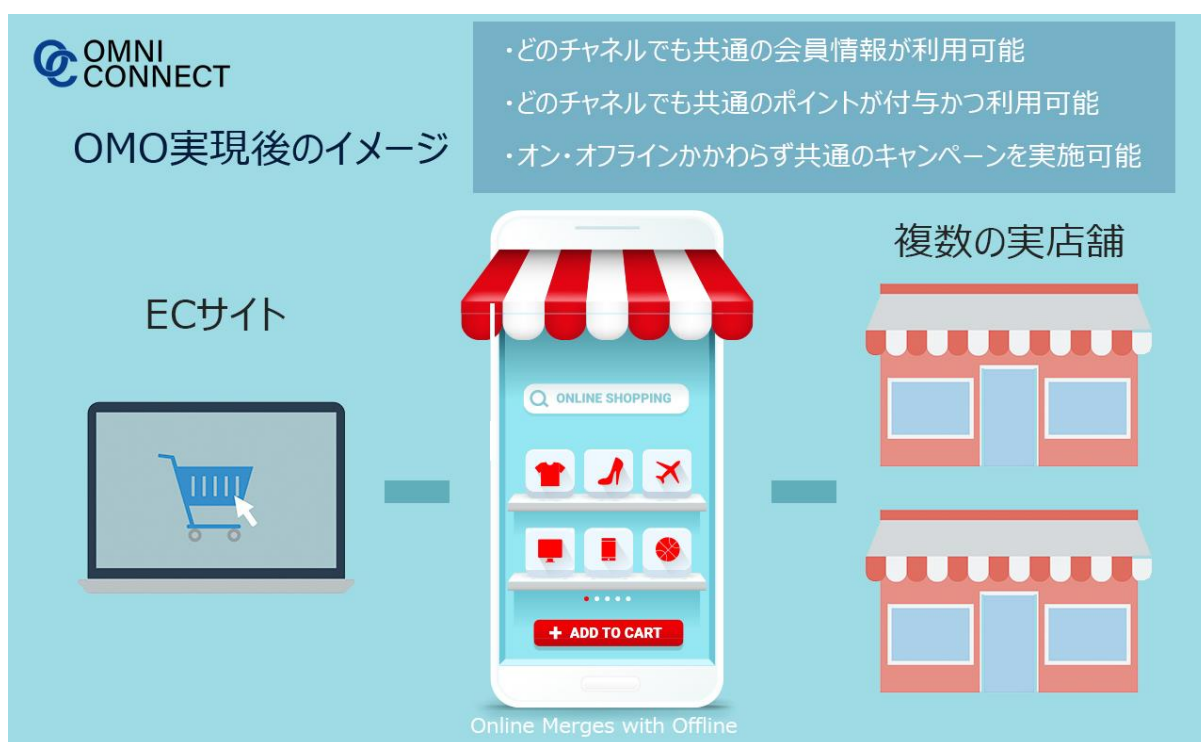 OMNI
CONNECT
OMO実現後のイメージ
・どのチャネルでも共通の会員情報が利用可能
・どのチャネルでも共通のポイントが付与かつ利用可能
・オン・オフラインかかわらず共通のキャンペーンを実施可能
ECサイト
ONLINE SHOPPING
+ ADD TO CART
複数の実店舗
Online Merges with Offline